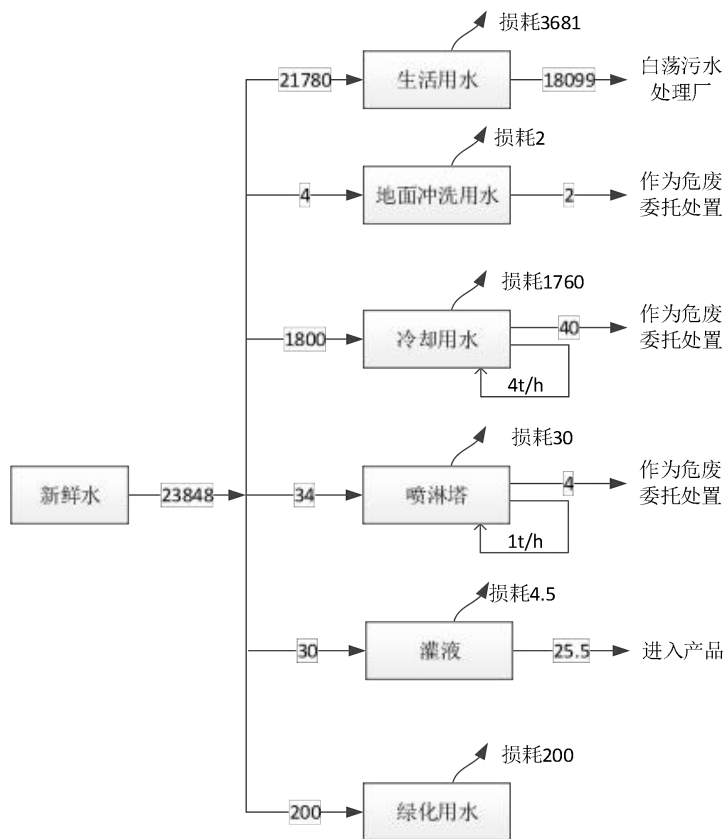 损耗3681
21780
生活用水
18099
白荡污水
处理厂
损耗2
4
地面冲洗用水
2
作为危废
委托处置
损耗1760
1800
冷却用水
40
作为危废
委托处置
4t/h
损耗30
新鲜水
23848
34
喷淋塔
4
作为危废
委托处置
1t/h
损耗4.5
30
灌液
25.5
进入产品
损耗200
200
绿化用水